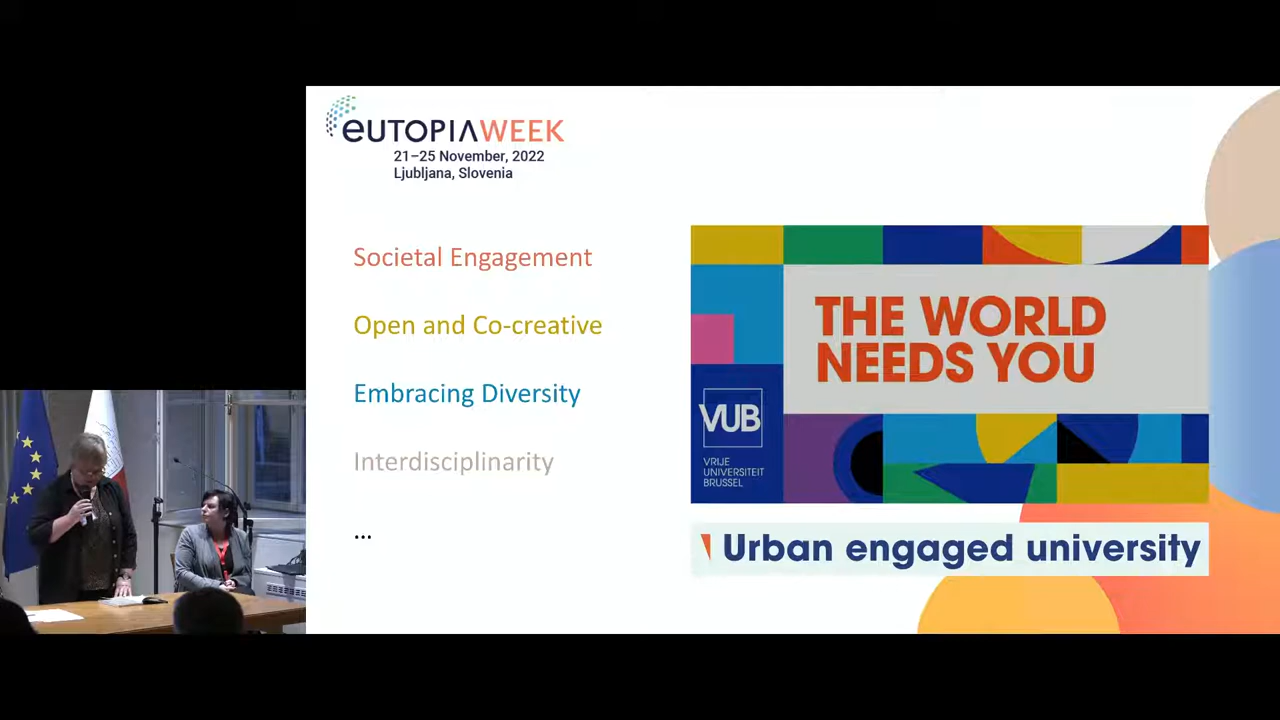 eUTOPIAWEEK
21–25 November, 2022
Ljubljana, Slovenia
Societal Engagement
Open and Co-creative
Embracing Diversity
Interdisciplinarity
...
THE WORLD
NEEDS YOU
VUB
VRIJE
UNIVERSITEIT
BRUSSEL
Urban engaged university